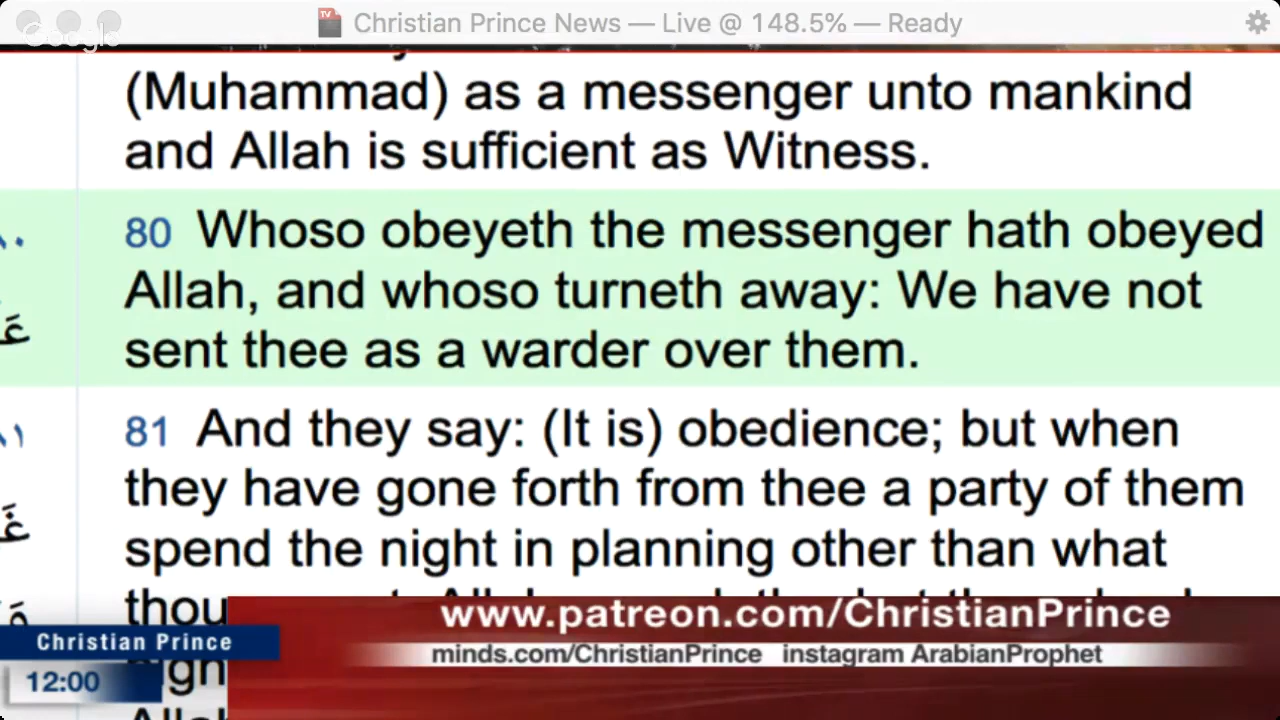 Christian Prince News — Live @ 148.5% — Ready
Google
(Muhammad) as a messenger unto mankind
and Allah is sufficient as Witness.
80 Whoso obeyeth the messenger hath obeyed
Allah, and whoso turneth away: We have not
sent thee as a warder over them.
81 And they say: (It is) obedience; but when
they have gone forth from thee a party of them
spend the night in planning other than what
www.patreon.com/ChristianPrince
minds.com/ChristianPrince instagram ArabianProphet
Christian Prince
12:00